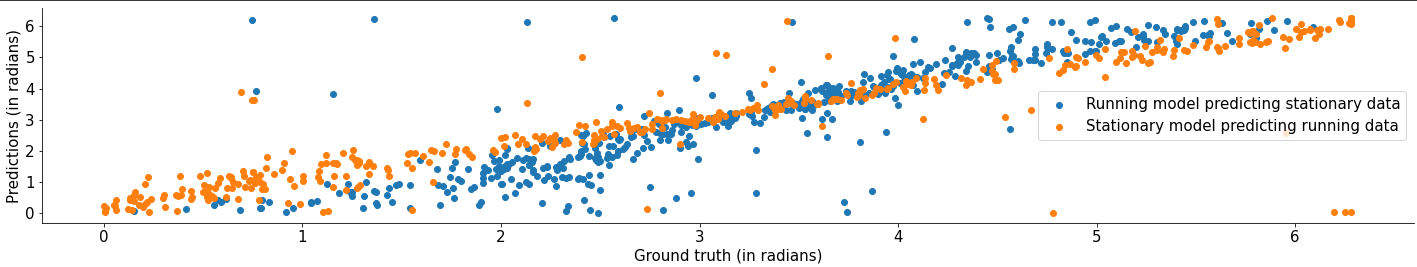 Predictions (in radians)
6
5
4
3
2
1
0
Running model predicting stationary data
Stationary model predicting running data
0 1 2 3 4 5 6
Ground truth (in radians)